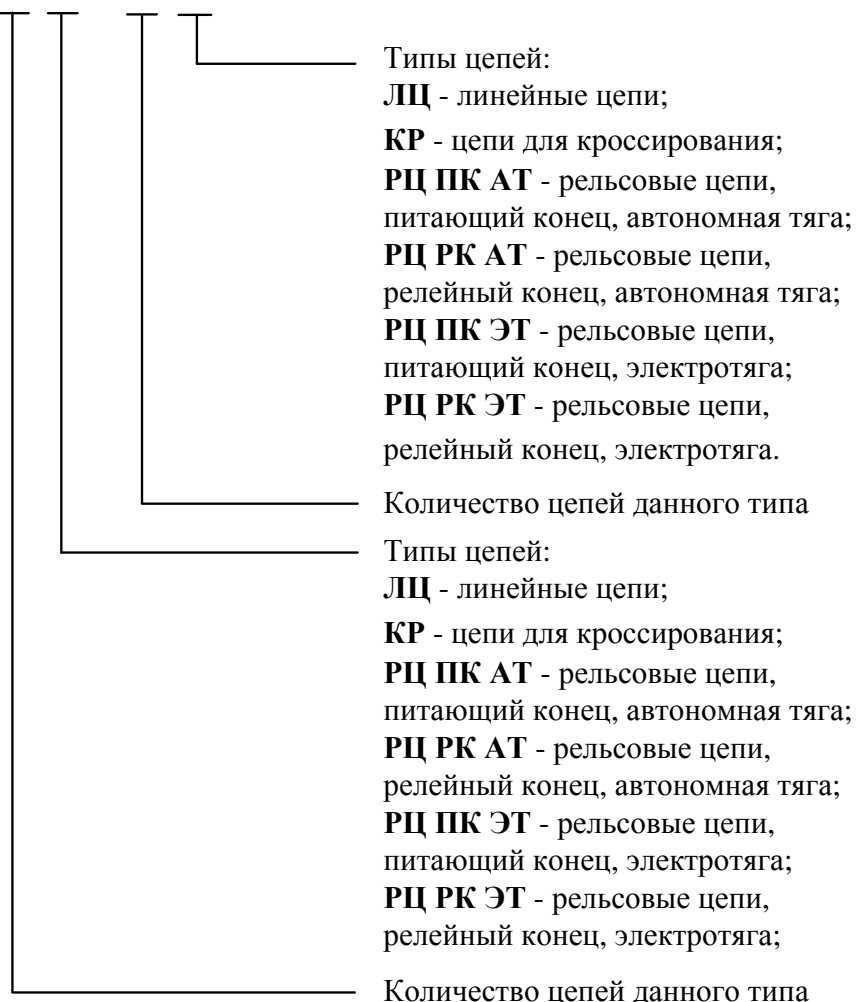 Типы цепей:
ЛЦ - линейные цепи;
КР - цепи для кроссирования;
РЦ ПК АТ - рельсовые цепи,
питающий конец, автономная тяга;
РЦ РК АТ - рельсовые цепи,
релейный конец, автономная тяга;
РЦ ПК ЭТ - рельсовые цепи,
питающий конец, электротяга;
РЦ РК ЭТ - рельсовые цепи,
релейный конец, электротяга.
Количество цепей данного типа
Типы цепей:
ЛЦ - линейные цепи;
КР - цепи для кроссирования;
РЦ ПК АТ - рельсовые цепи,
питающий конец, автономная тяга;
РЦ РК АТ - рельсовые цепи,
релейный конец, автономная тяга;
РЦ ПК ЭТ - рельсовые цепи,
питающий конец, электротяга;
РЦ РК ЭТ - рельсовые цепи,
релейный конец, электротяга;
Количество цепей данного типа